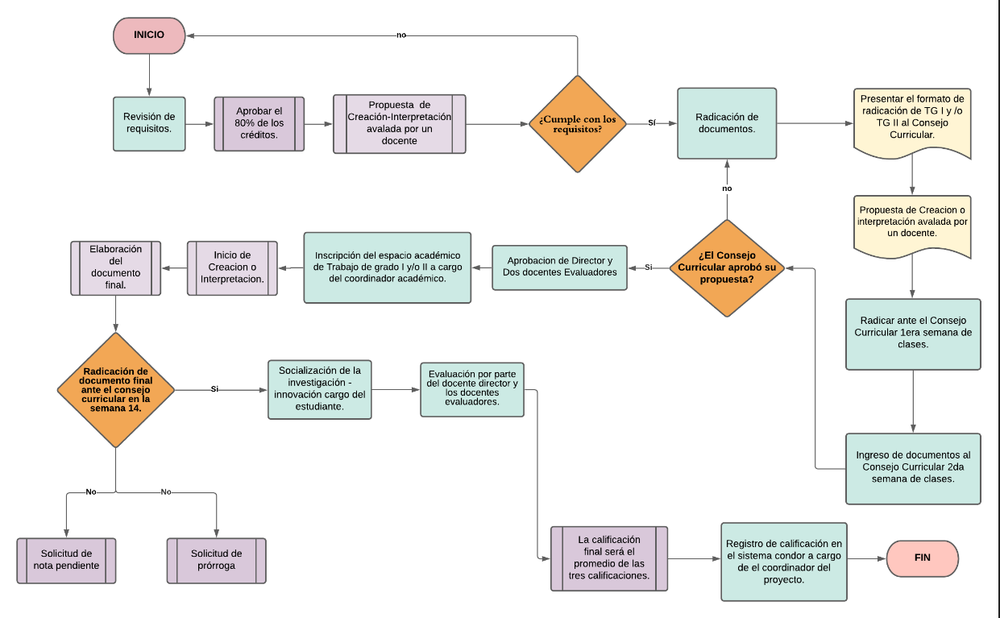 INICIO
no
Revisión de
requisitos.
Aprobar el
80% de los
créditos.
Propuesta de
Creación-Interpretación
avalada por un
docente
¿Cumple con los
requisitos?
Sí
Radicación de
documentos.
Presentar el formato de
radicación de TG I y /o
TG II al Consejo
Curricular.
Propuesta de Creacion o
interpretación avalada por
un docente.
Radicar ante el Consejo
Curricular 1era semana de
clases.
Ingreso de documentos al
Consejo Curricular 2da
semana de clases.
no
¿El Consejo
Curricular aprobó su
propuesta?
Si
Aprobacion de Director y
Dos docentes Evaluadores
Inscripción del espacio académico
de Trabajo de grado I y/o II a cargo
del coordinador académico.
Inicio de
Creacion o
Interpretacion.
Elaboración
del
documento
final.
Radicación de
documento final
ante el consejo
curricular en la
semana 14.
Si
Socialización de la
investigación -
innovación cargo del
estudiante.
Evaluación por parte
del docente director y
los docentes
evaluadores.
No
No
Solicitud de
nota pendiente
Solicitud de
prórroga
La calificación
final será el
promedio de las
tres calificaciones.
Registro de calificación en
el sistema condor a cargo
de el coordinador del
proyecto.
FIN